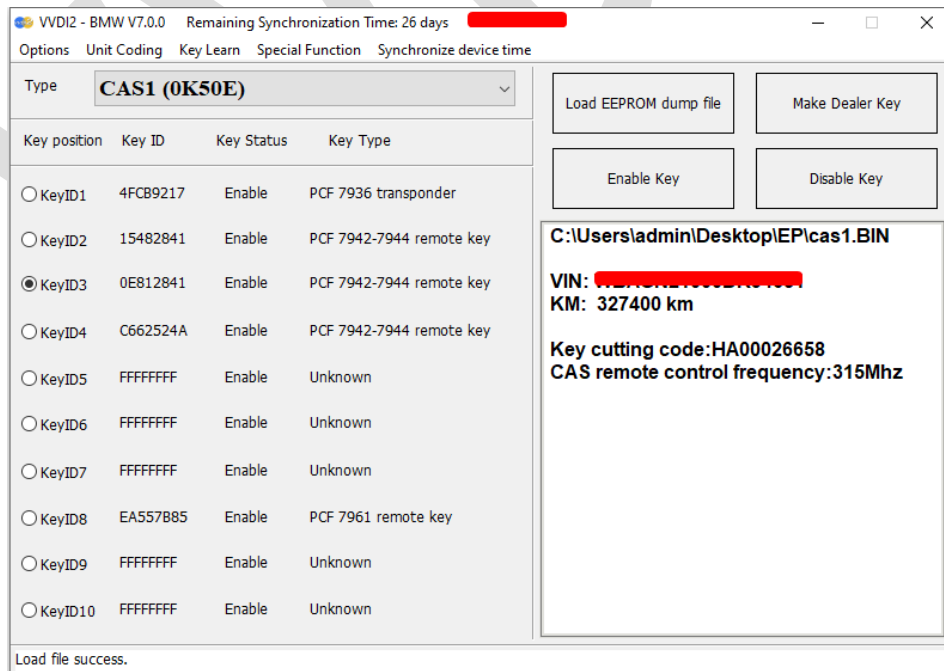 VVDI2 - BMW V7.0.0 Remaining Synchronization Time: 26 days
Options Unit Coding Key Learn Special Function Synchronize device time
Type CAS1 (0K50E)
Key position Key ID Key Status Key Type
KeyID1 4FCB9217 Enable PCF 7936 transponder
KeyID2 15482841 Enable PCF 7942-7944 remote key
KeyID3 0E812841 Enable PCF 7942-7944 remote key
KeyID4 C662524A Enable PCF 7942-7944 remote key
KeyID5 FFFFFFFF Enable Unknown
KeyID6 FFFFFFFF Enable Unknown
KeyID7 FFFFFFFF Enable Unknown
KeyID8 EA557B85 Enable PCF 7961 remote key
KeyID9 FFFFFFFF Enable Unknown
KeyID10 FFFFFFFF Enable Unknown
Load EEPROM dump file Make Dealer Key
Enable Key Disable Key
C:\Users\admin\Desktop\EP\cas1.BIN
VIN:
KM: 327400 km
Key cutting code:HA00026658
CAS remote control frequency:315Mhz
Load file success.